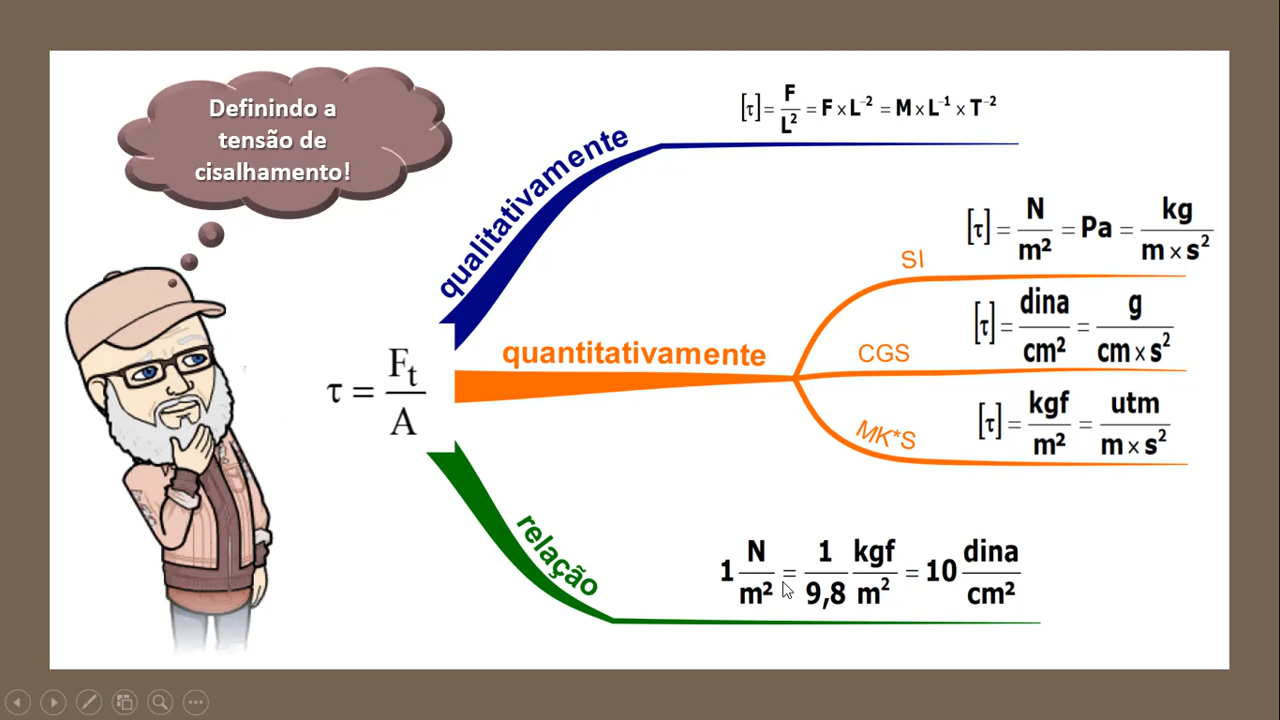 Definindo a
tensão de
cisalhamento!
τ = Ft / A
qualitativamente
[τ] = F / L² = F × L⁻² = M × L⁻¹ × T⁻²
quantitativamente
SI
[τ] = N / m² = Pa = kg / m × s²
CGS
[τ] = dina / cm² = g / cm × s²
MK*S
[τ] = kgf / m² = utm / m × s²
relação
1 N / m² = 1 / 9,8 kgf / m² = 10 dina / cm²